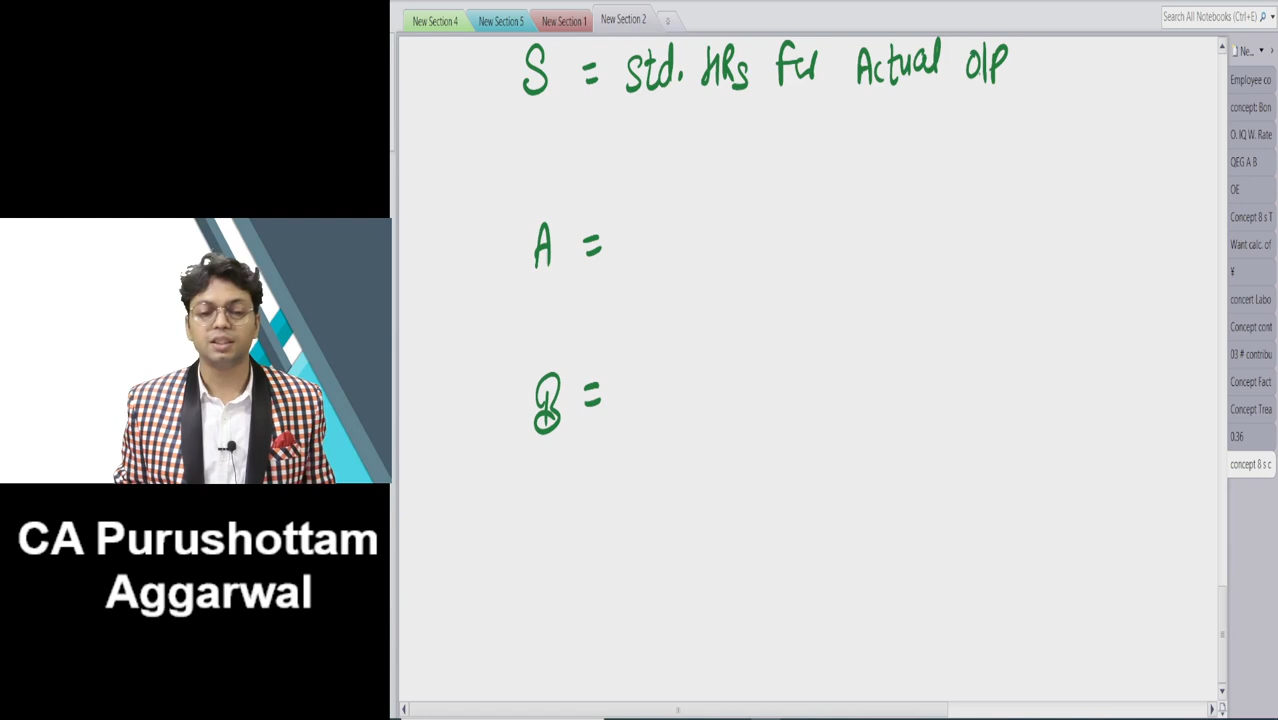 New Section 4
New Section 5
New Section 1
New Section 2
Search All Notebooks (Ctrl+E)
S = Std. HRs for Actual O/P
A =
B =
Ne...
Employee co
concept: Bon
O. IQ W. Rate
QEG A B
OE
Concept 8 s T
Want calc. of
¥
concert Labo
Concept cont
03 # contribu
Concept Fact
Concept Trea
0.36
concept 8 s c
CA Purushottam
Aggarwal